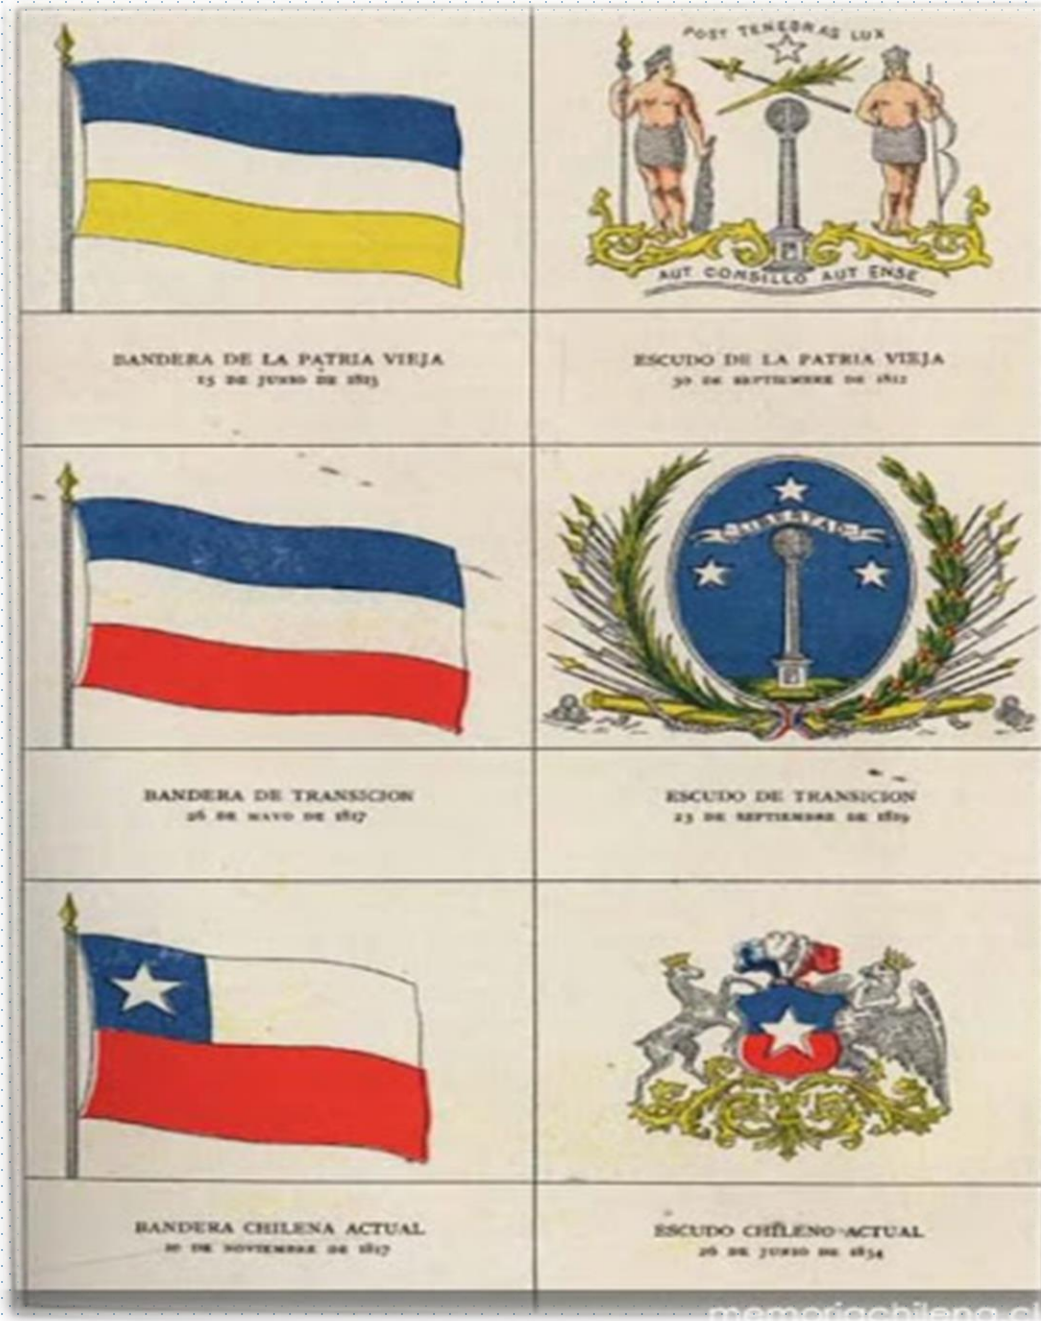 POST TENEBRAS LUX
AUT CONSILLO AUT ENSE
BANDERA DE LA PATRIA VIEJA
15 DE JUNIO DE 1813
ESCUDO DE LA PATRIA VIEJA
30 DE SEPTIEMBRE DE 1812
LIBERTAD
BANDERA DE TRANSICION
26 DE MAYO DE 1817
ESCUDO DE TRANSICION
23 DE SEPTIEMBRE DE 1819
BANDERA CHILENA ACTUAL
DE NOVIEMBRE DE 1817
ESCUDO CHILENO ACTUAL
26 DE JUNIO DE 1834
memoriachilena.cl